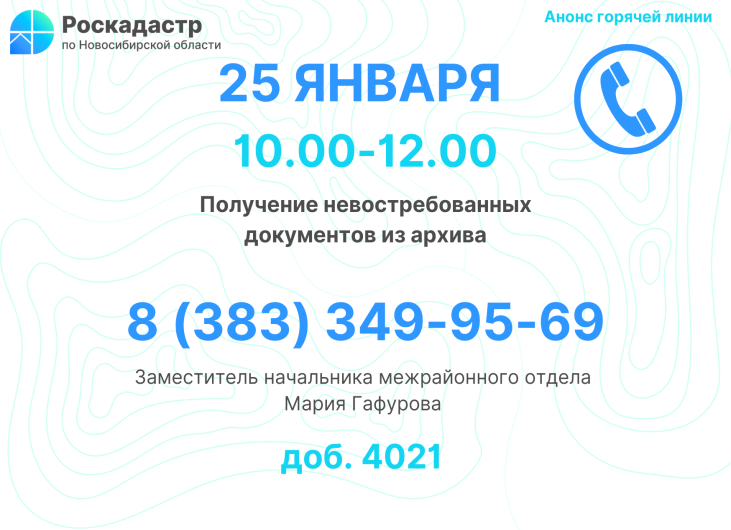 Роскадастр
по Новосибирской области
Анонс горячей линии
25 ЯНВАРЯ
10.00-12.00
Получение невостребованных
документов из архива
8 (383) 349-95-69
Заместитель начальника межрайонного отдела
Мария Гафурова
доб. 4021